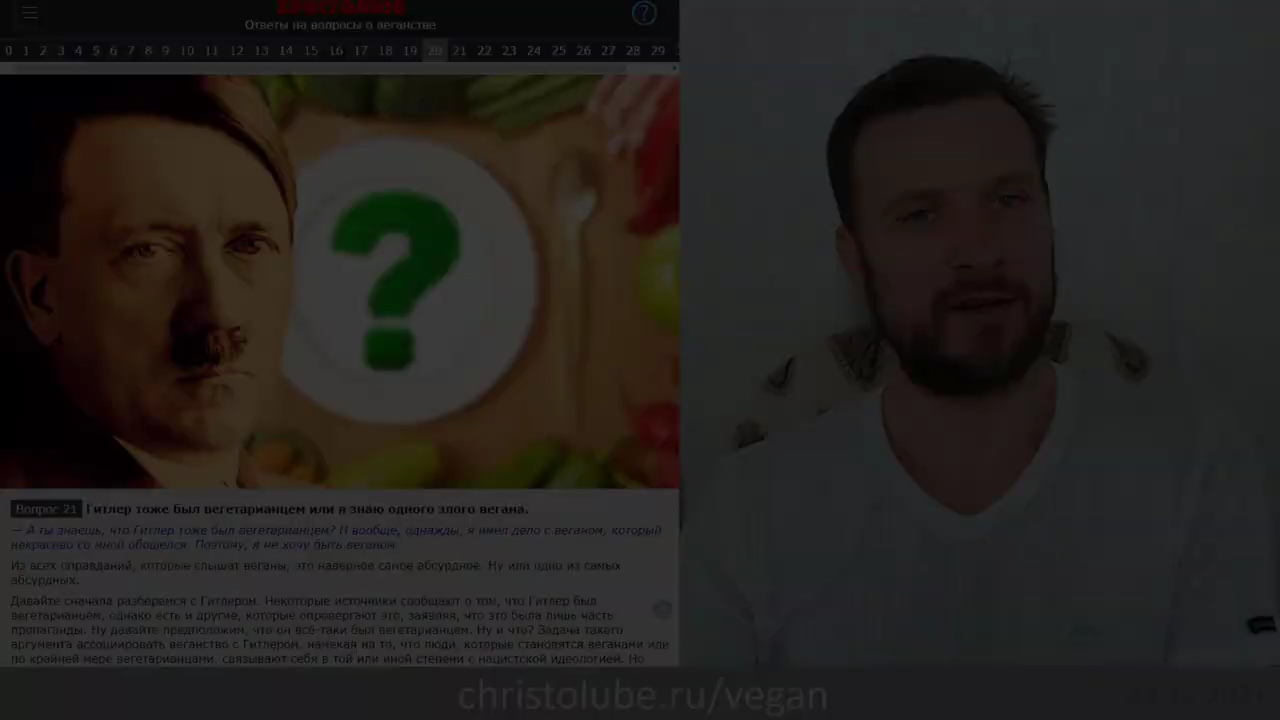 Ответы на вопросы о веганстве
0 1 2 3 4 5 6 7 8 9 10 11 12 13 14 15 16 17 18 19 20 21 22 23 24 25 26 27 28 29
?
Вопрос 21 Гитлер тоже был вегетарианцем или я знаю одного злого вегана.
— А ты знаешь, что Гитлер тоже был вегетарианцем? И вообще, однажды, я имел дело с веганом, который
некрасиво со мной обошелся. Поэтому, я не хочу быть веганом.
Из всех оправданий, которые слышат веганы, это наверное самое абсурдное. Ну или одно из самых
абсурдных.
Давайте сначала разберемся с Гитлером. Некоторые источники сообщают о том, что Гитлер был
вегетарианцем, однако есть и другие, которые опровергают это, заявляя, что это была лишь часть
пропаганды. Ну давайте предположим, что он всё-таки был вегетарианцем. Ну и что? Задача такого
аргумента ассоциировать веганство с Гитлером, намекая на то, что люди, которые становятся веганами или
по крайней мере вегетарианцами, связывают себя в той или иной степени с нацистской идеологией. Но
christolube.ru/vegan